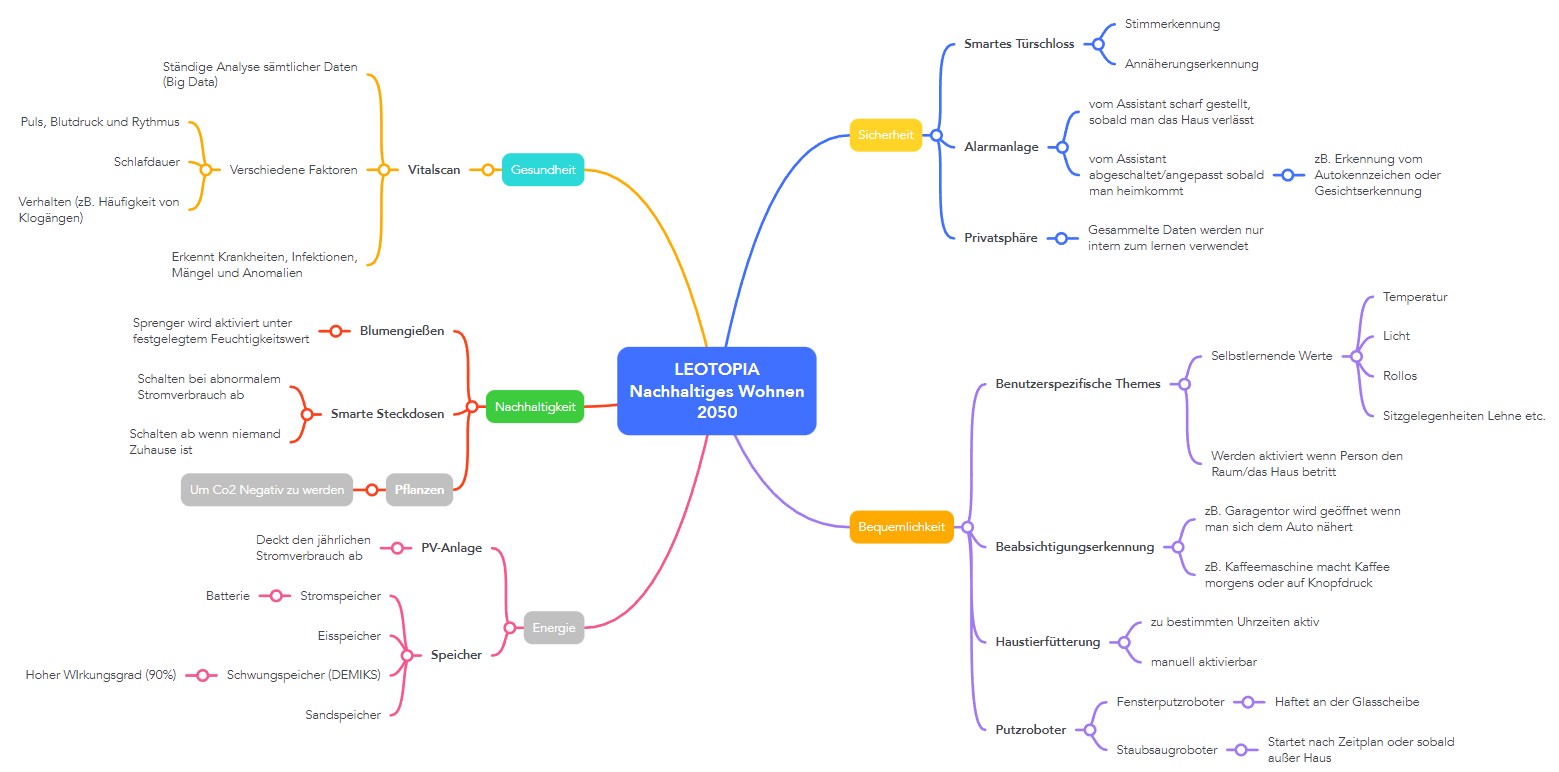 LEOTOPIA
Nachhaltiges Wohnen
2050
Gesundheit
Vitalscan
Ständige Analyse sämtlicher Daten
(Big Data)
Verschiedene Faktoren
Puls, Blutdruck und Rythmus
Schlafdauer
Verhalten (zB. Häufigkeit von
Klogängen)
Erkennt Krankheiten, Infektionen,
Mängel und Anomalien
Nachhaltigkeit
Blumengießen
Sprenger wird aktiviert unter
festgelegtem Feuchtigkeitswert
Smarte Steckdosen
Schalten bei abnormalem
Stromverbrauch ab
Schalten ab wenn niemand
Zuhause ist
Pflanzen
Um Co2 Negativ zu werden
Energie
PV-Anlage
Deckt den jährlichen
Stromverbrauch ab
Speicher
Stromspeicher
Batterie
Eisspeicher
Schwungspeicher (DEMIKS)
Hoher WIrkungsgrad (90%)
Sandspeicher
Sicherheit
Smartes Türschloss
Stimmerkennung
Annäherungserkennung
Alarmanlage
vom Assistant scharf gestellt,
sobald man das Haus verlässt
vom Assistant
abgeschaltet/angepasst sobald
man heimkommt
zB. Erkennung vom
Autokennzeichen oder
Gesichtserkennung
Privatsphäre
Gesammelte Daten werden nur
intern zum lernen verwendet
Bequemlichkeit
Benutzerspezifische Themes
Selbstlernende Werte
Temperatur
Licht
Rollos
Sitzgelegenheiten Lehne etc.
Werden aktiviert wenn Person den
Raum/das Haus betritt
Beabsichtigungserkennung
zB. Garagentor wird geöffnet wenn
man sich dem Auto nähert
zB. Kaffeemaschine macht Kaffee
morgens oder auf Knopfdruck
Haustierfütterung
zu bestimmten Uhrzeiten aktiv
manuell aktivierbar
Putzroboter
Fensterputzroboter
Haftet an der Glasscheibe
Staubsaugroboter
Startet nach Zeitplan oder sobald
außer Haus